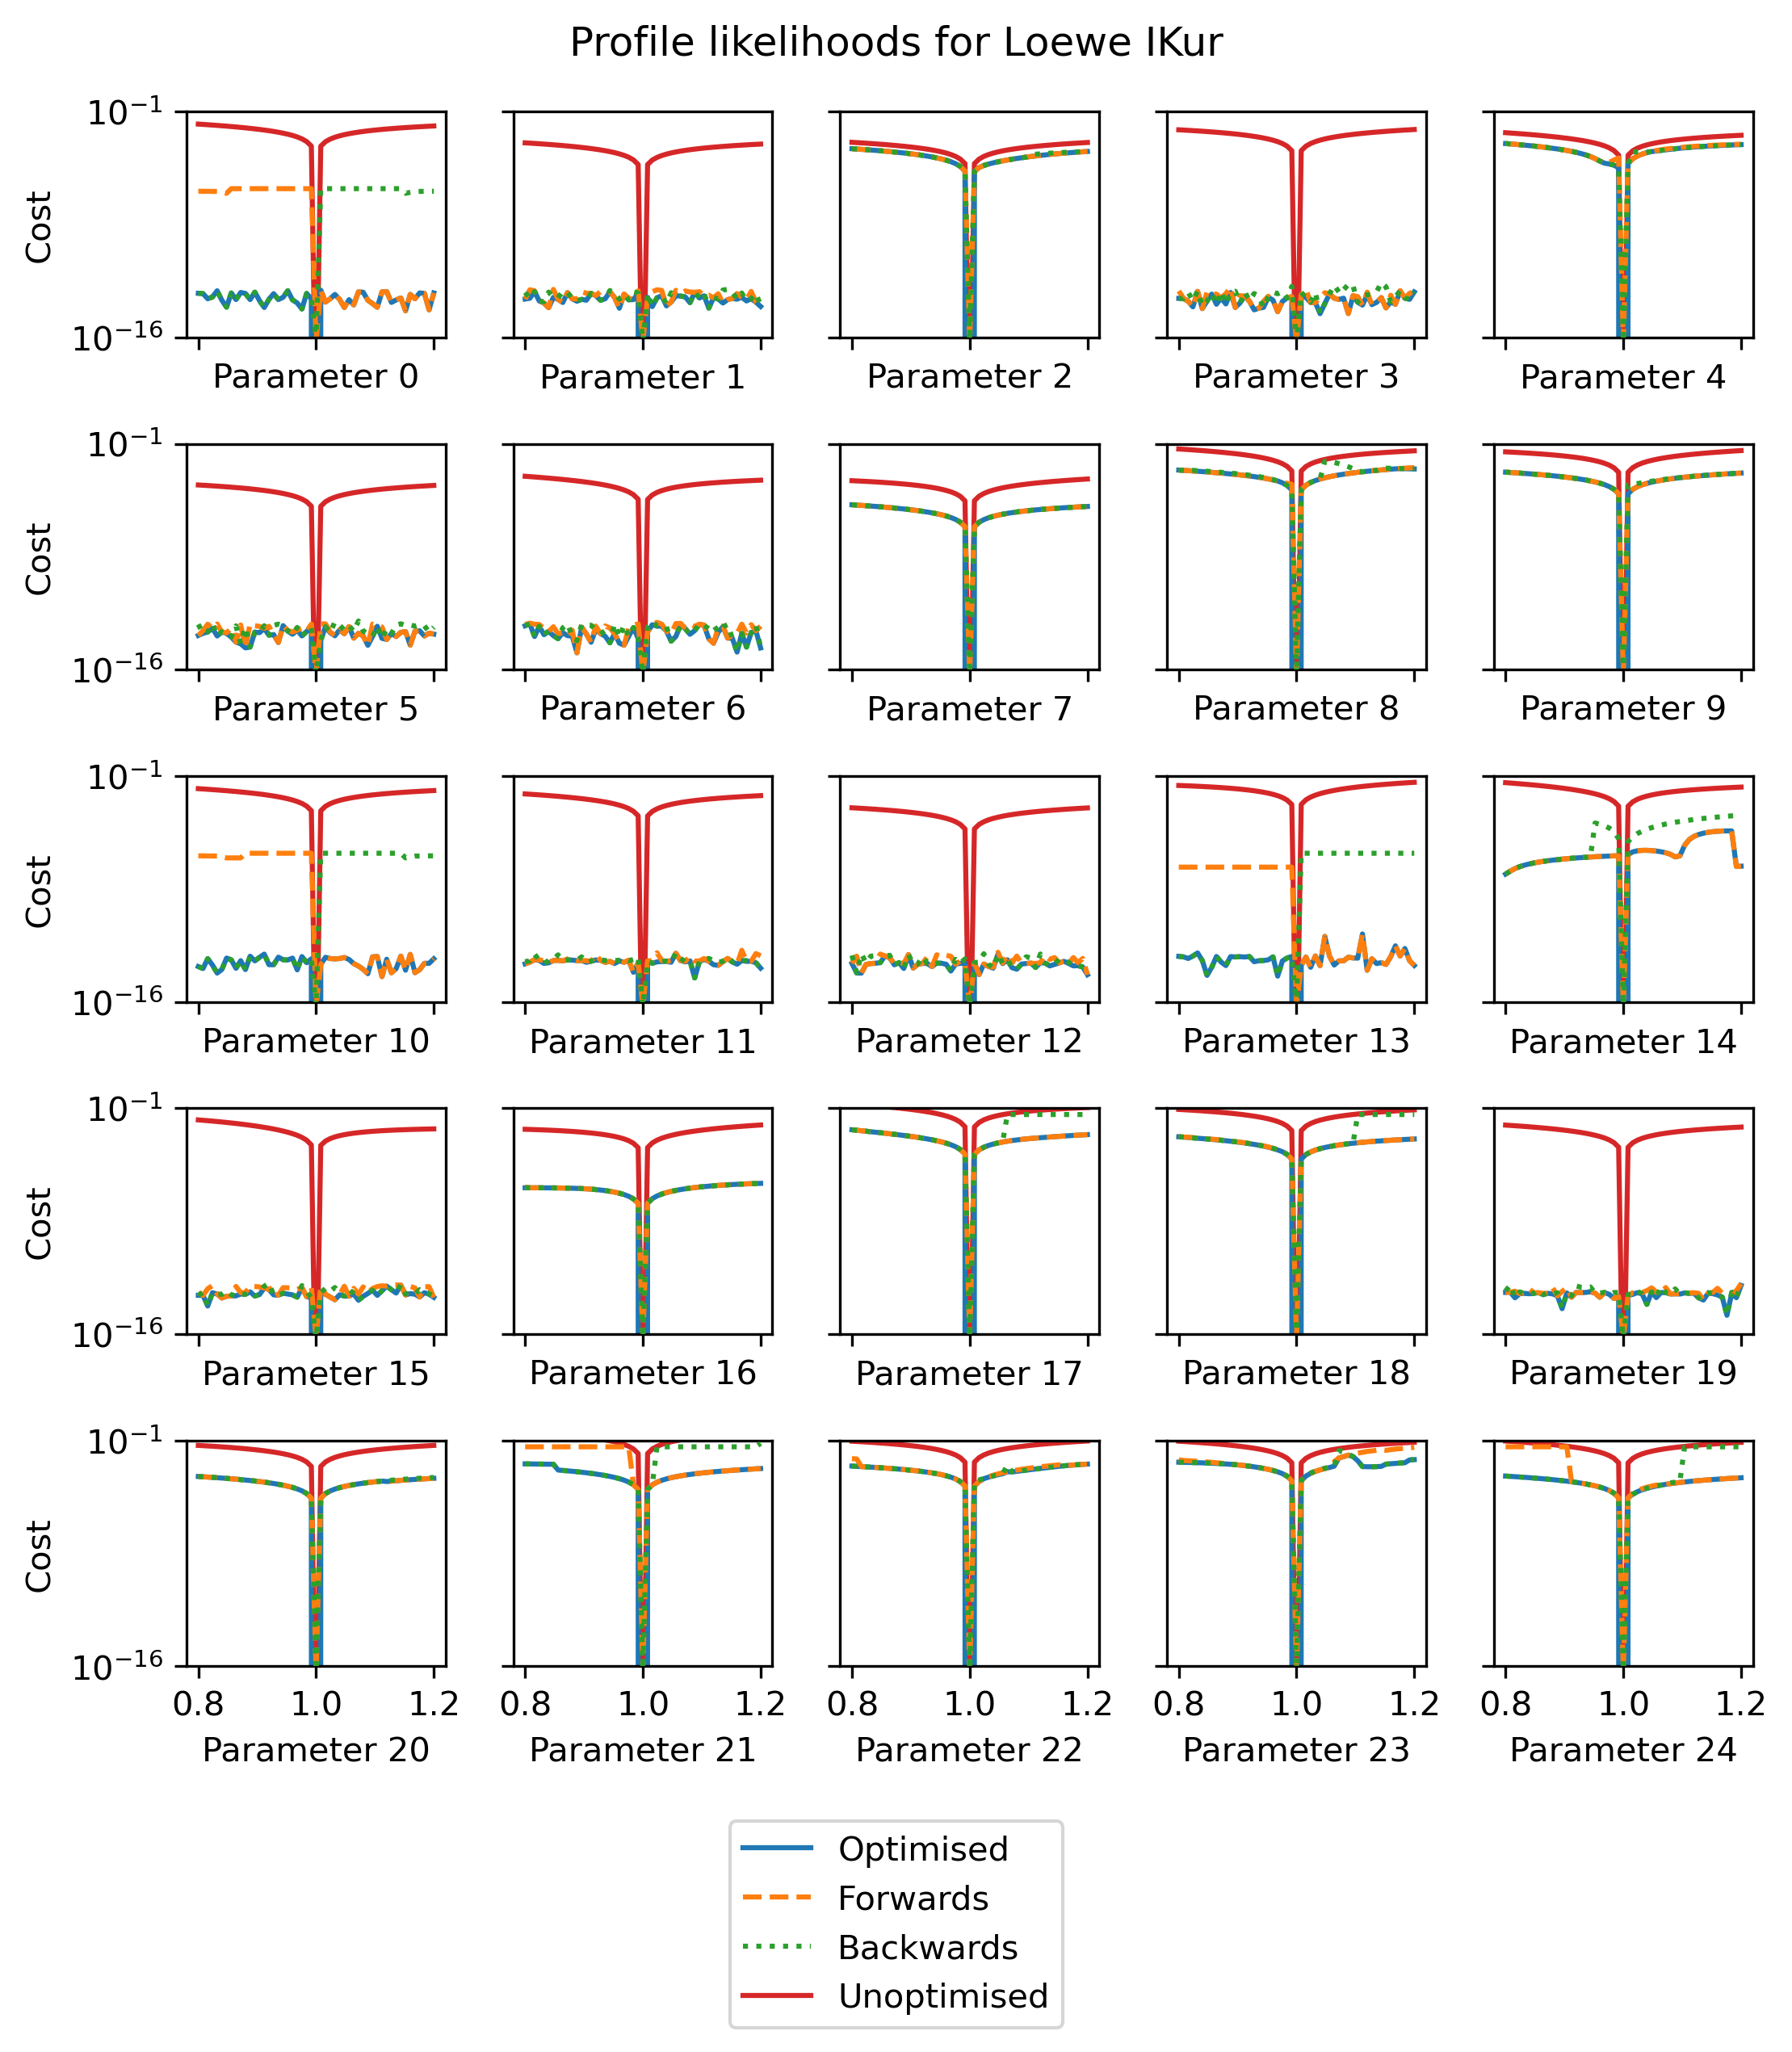 Profile likelihoods for Loewe IKur
10⁻¹
Cost
10⁻¹⁶
Parameter 0 Parameter 1 Parameter 2 Parameter 3 Parameter 4
10⁻¹
Cost
10⁻¹⁶
Parameter 5 Parameter 6 Parameter 7 Parameter 8 Parameter 9
10⁻¹
Cost
10⁻¹⁶
Parameter 10 Parameter 11 Parameter 12 Parameter 13 Parameter 14
10⁻¹
Cost
10⁻¹⁶
Parameter 15 Parameter 16 Parameter 17 Parameter 18 Parameter 19
10⁻¹
Cost
10⁻¹⁶
0.8 1.0 1.2 0.8 1.0 1.2 0.8 1.0 1.2 0.8 1.0 1.2 0.8 1.0 1.2
Parameter 20 Parameter 21 Parameter 22 Parameter 23 Parameter 24
Optimised
Forwards
Backwards
Unoptimised